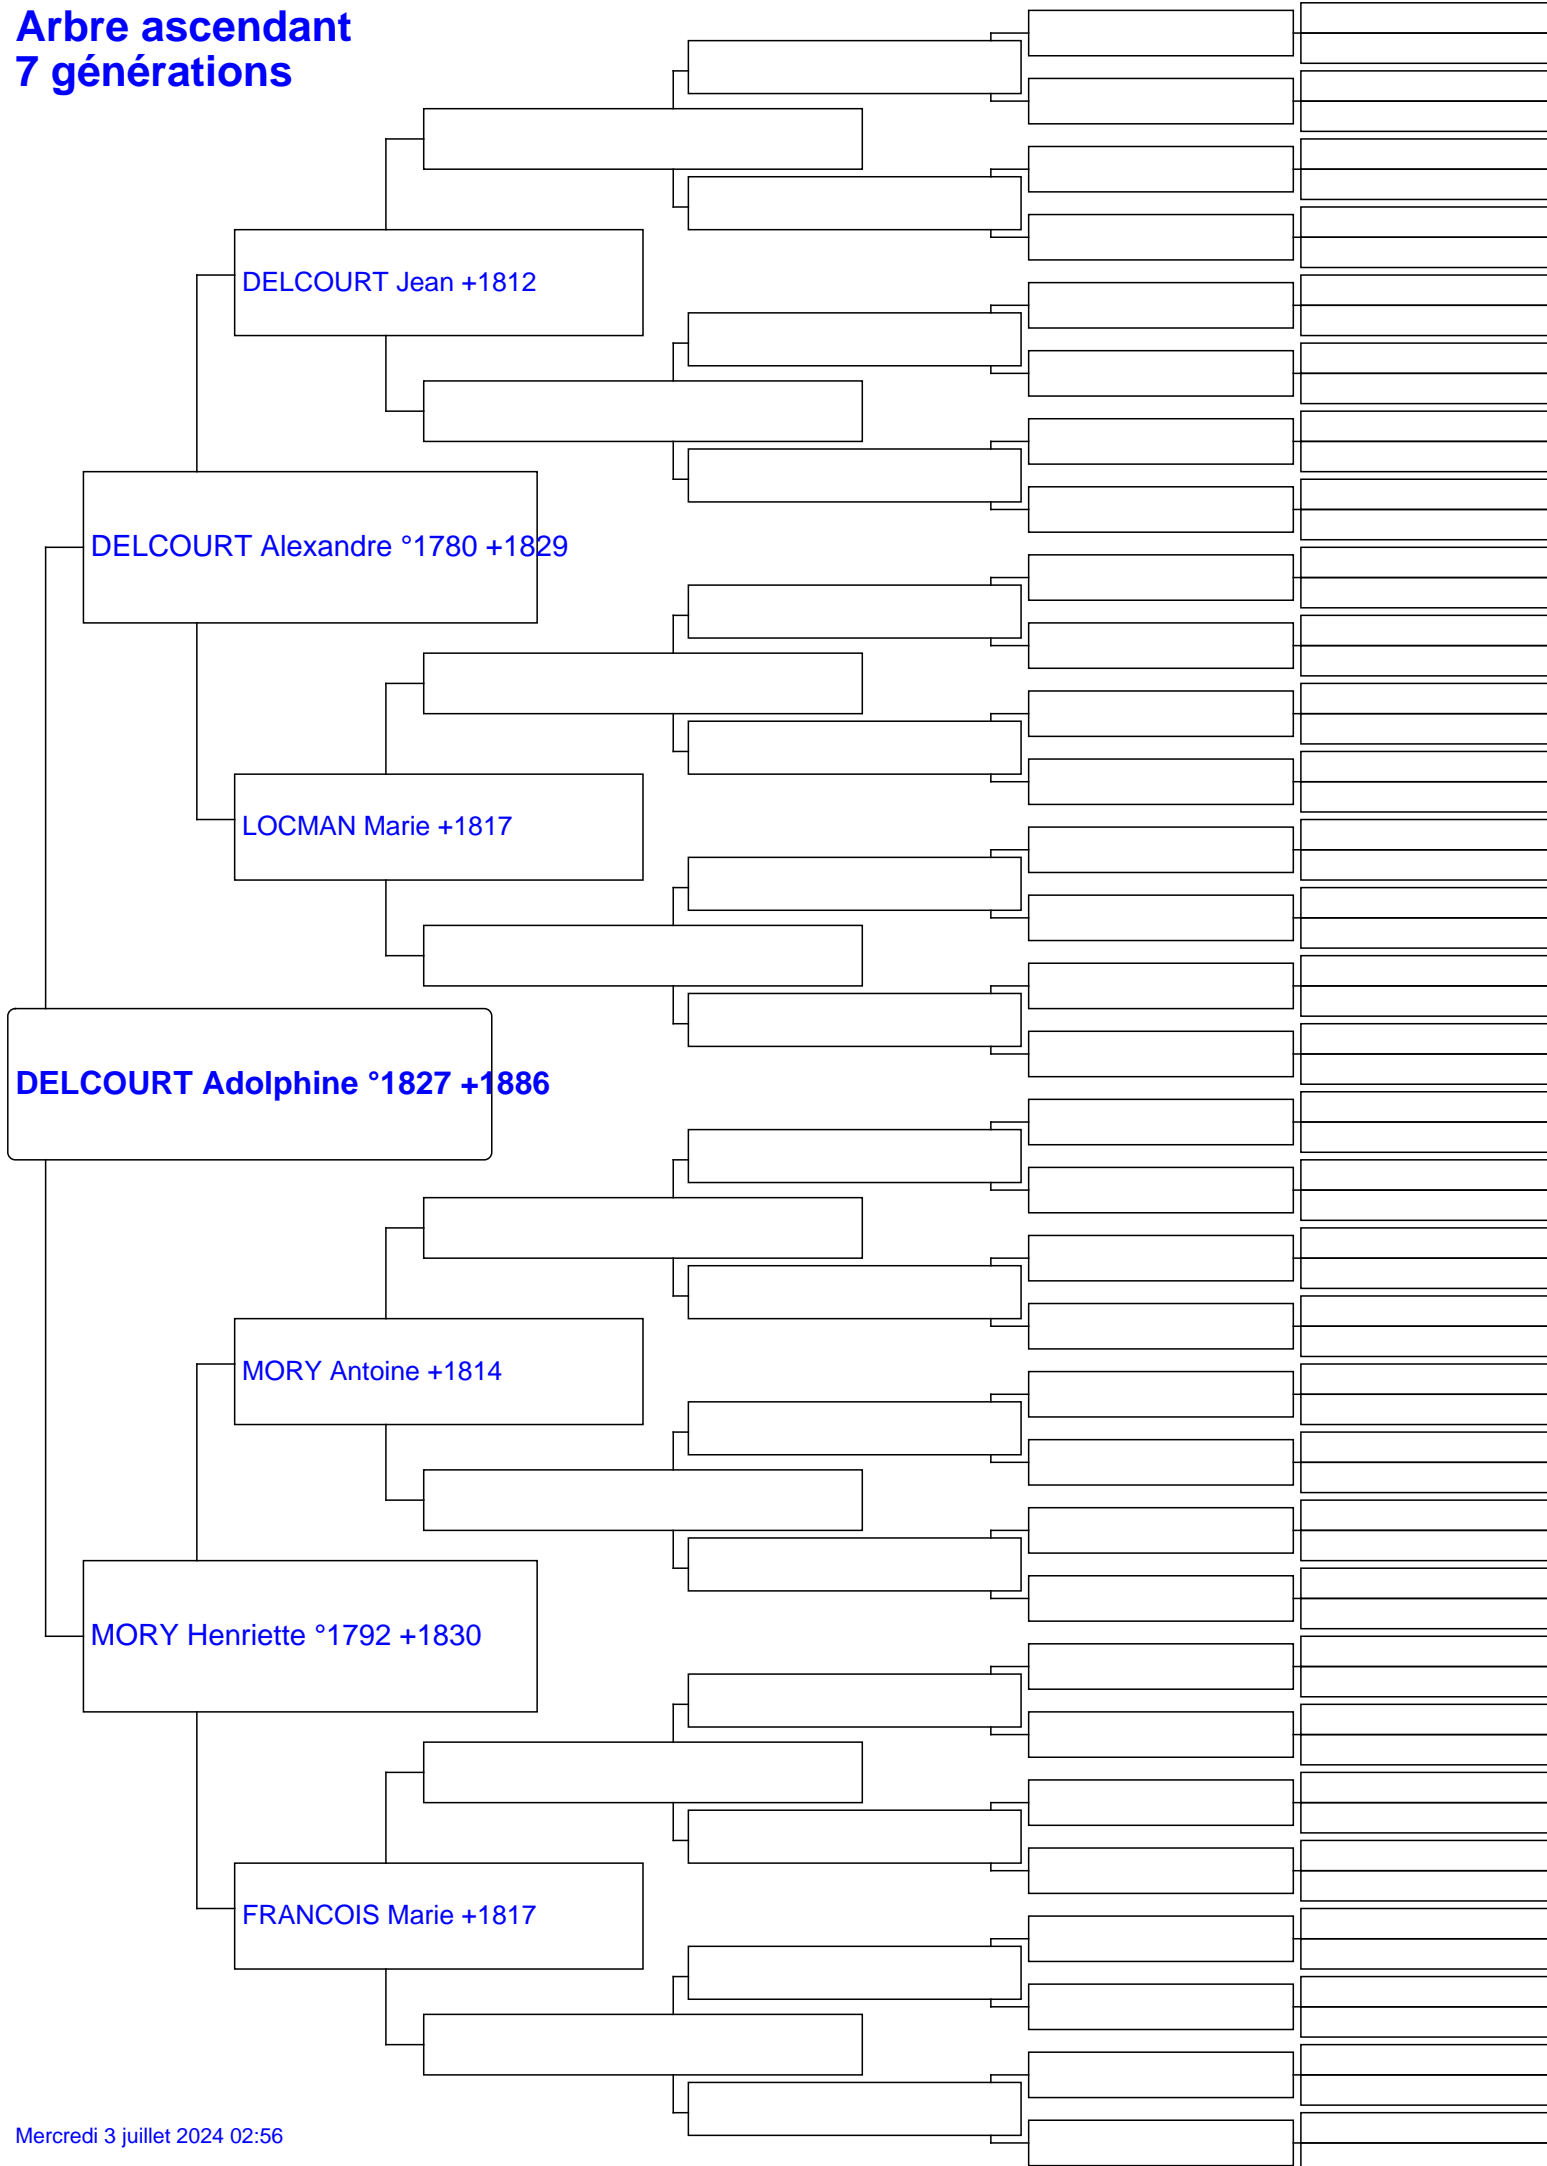 Arbre ascendant
7 générations
DELCOURT Jean +1812
DELCOURT Alexandre °1780 +1829
LOCMAN Marie +1817
DELCOURT Adolphine °1827 +1886
MORY Antoine +1814
MORY Henriette °1792 +1830
FRANCOIS Marie +1817
Mercredi 3 juillet 2024 02:56